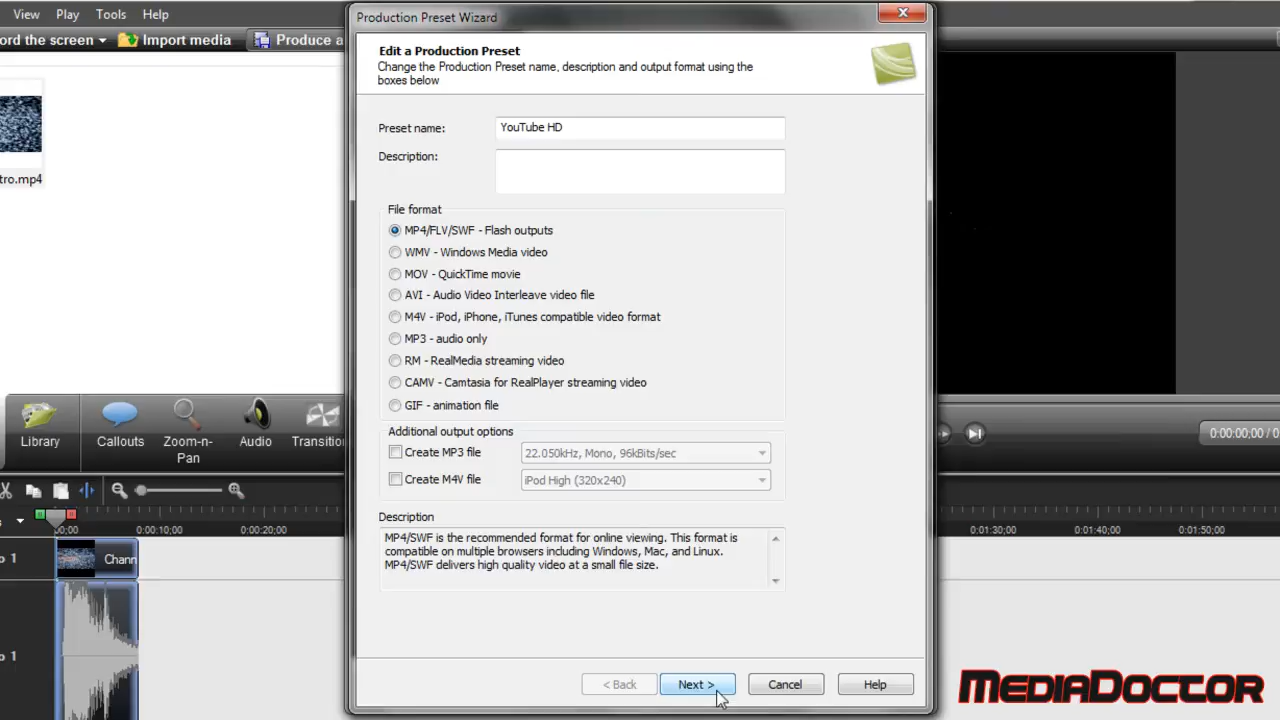 View Play Tools Help
ord the screen Import media Produce a
tro.mp4
Library Callouts Zoom-n-Pan Audio Transition
00;00 0:00:10;00 0:00:20;00
o 1 Chann
o 1
Production Preset Wizard
Edit a Production Preset
Change the Production Preset name, description and output format using the
boxes below
Preset name: YouTube HD
Description:
File format
MP4/FLV/SWF - Flash outputs
WMV - Windows Media video
MOV - QuickTime movie
AVI - Audio Video Interleave video file
M4V - iPod, iPhone, iTunes compatible video format
MP3 - audio only
RM - RealMedia streaming video
CAMV - Camtasia for RealPlayer streaming video
GIF - animation file
Additional output options
Create MP3 file 22.050kHz, Mono, 96kBits/sec
Create M4V file iPod High (320x240)
Description
MP4/SWF is the recommended format for online viewing. This format is
compatible on multiple browsers including Windows, Mac, and Linux.
MP4/SWF delivers high quality video at a small file size.
< Back Next > Cancel Help
0:00:00;00 / 0
0:01:30;00 0:01:40;00 0:01:50;00
MediaDoctor